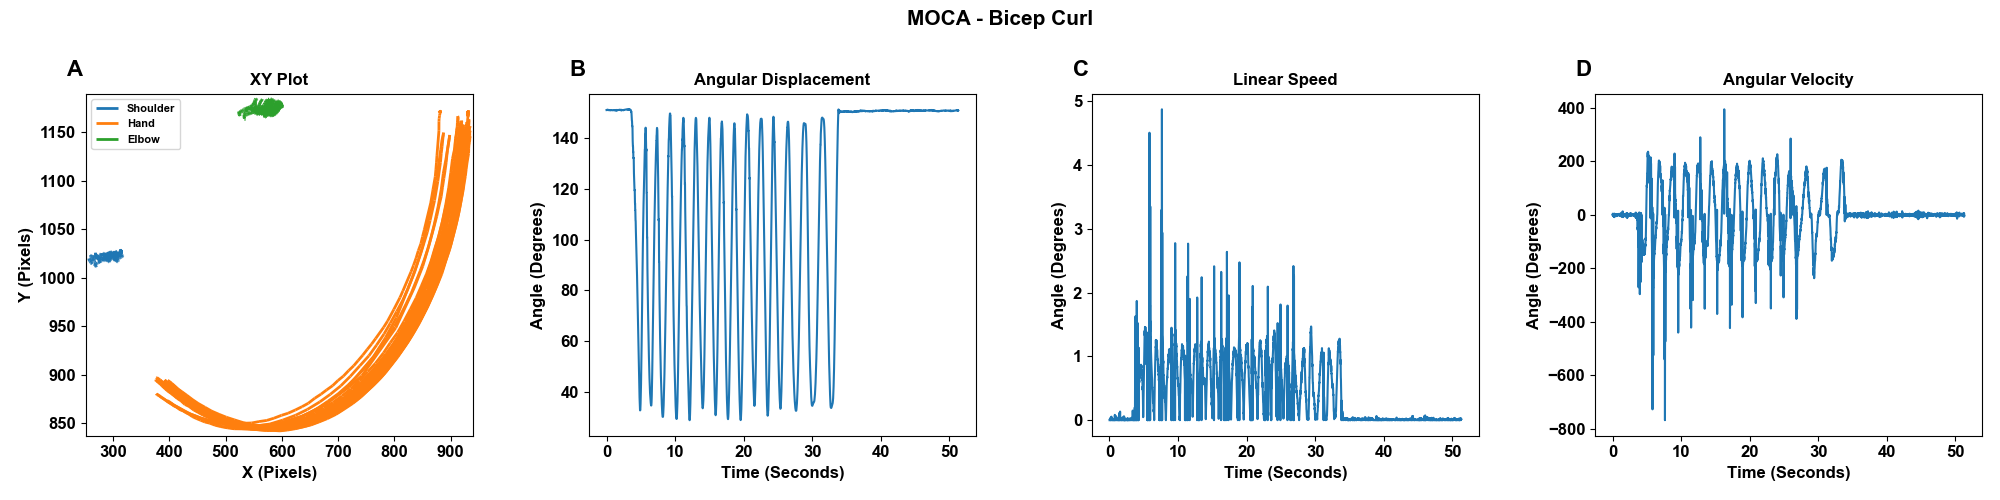 MOCA - Bicep Curl
A
XY Plot
Shoulder
Hand
Elbow
Y (Pixels)
1150
1100
1050
1000
950
900
850
300 400 500 600 700 800 900
X (Pixels)
B
Angular Displacement
Angle (Degrees)
140
120
100
80
60
40
0 10 20 30 40 50
Time (Seconds)
C
Linear Speed
Angle (Degrees)
5
4
3
2
1
0
0 10 20 30 40 50
Time (Seconds)
D
Angular Velocity
Angle (Degrees)
400
200
0
−200
−400
−600
−800
0 10 20 30 40 50
Time (Seconds)